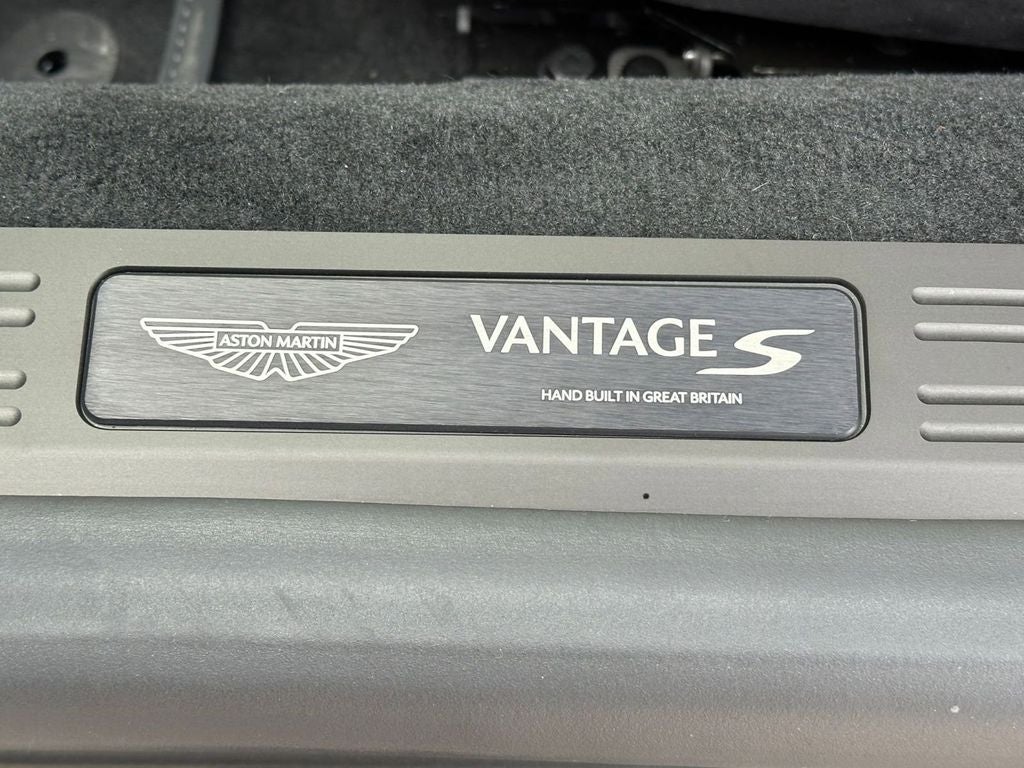 ASTON MARTIN
VANTAGE S
HAND BUILT IN GREAT BRITAIN